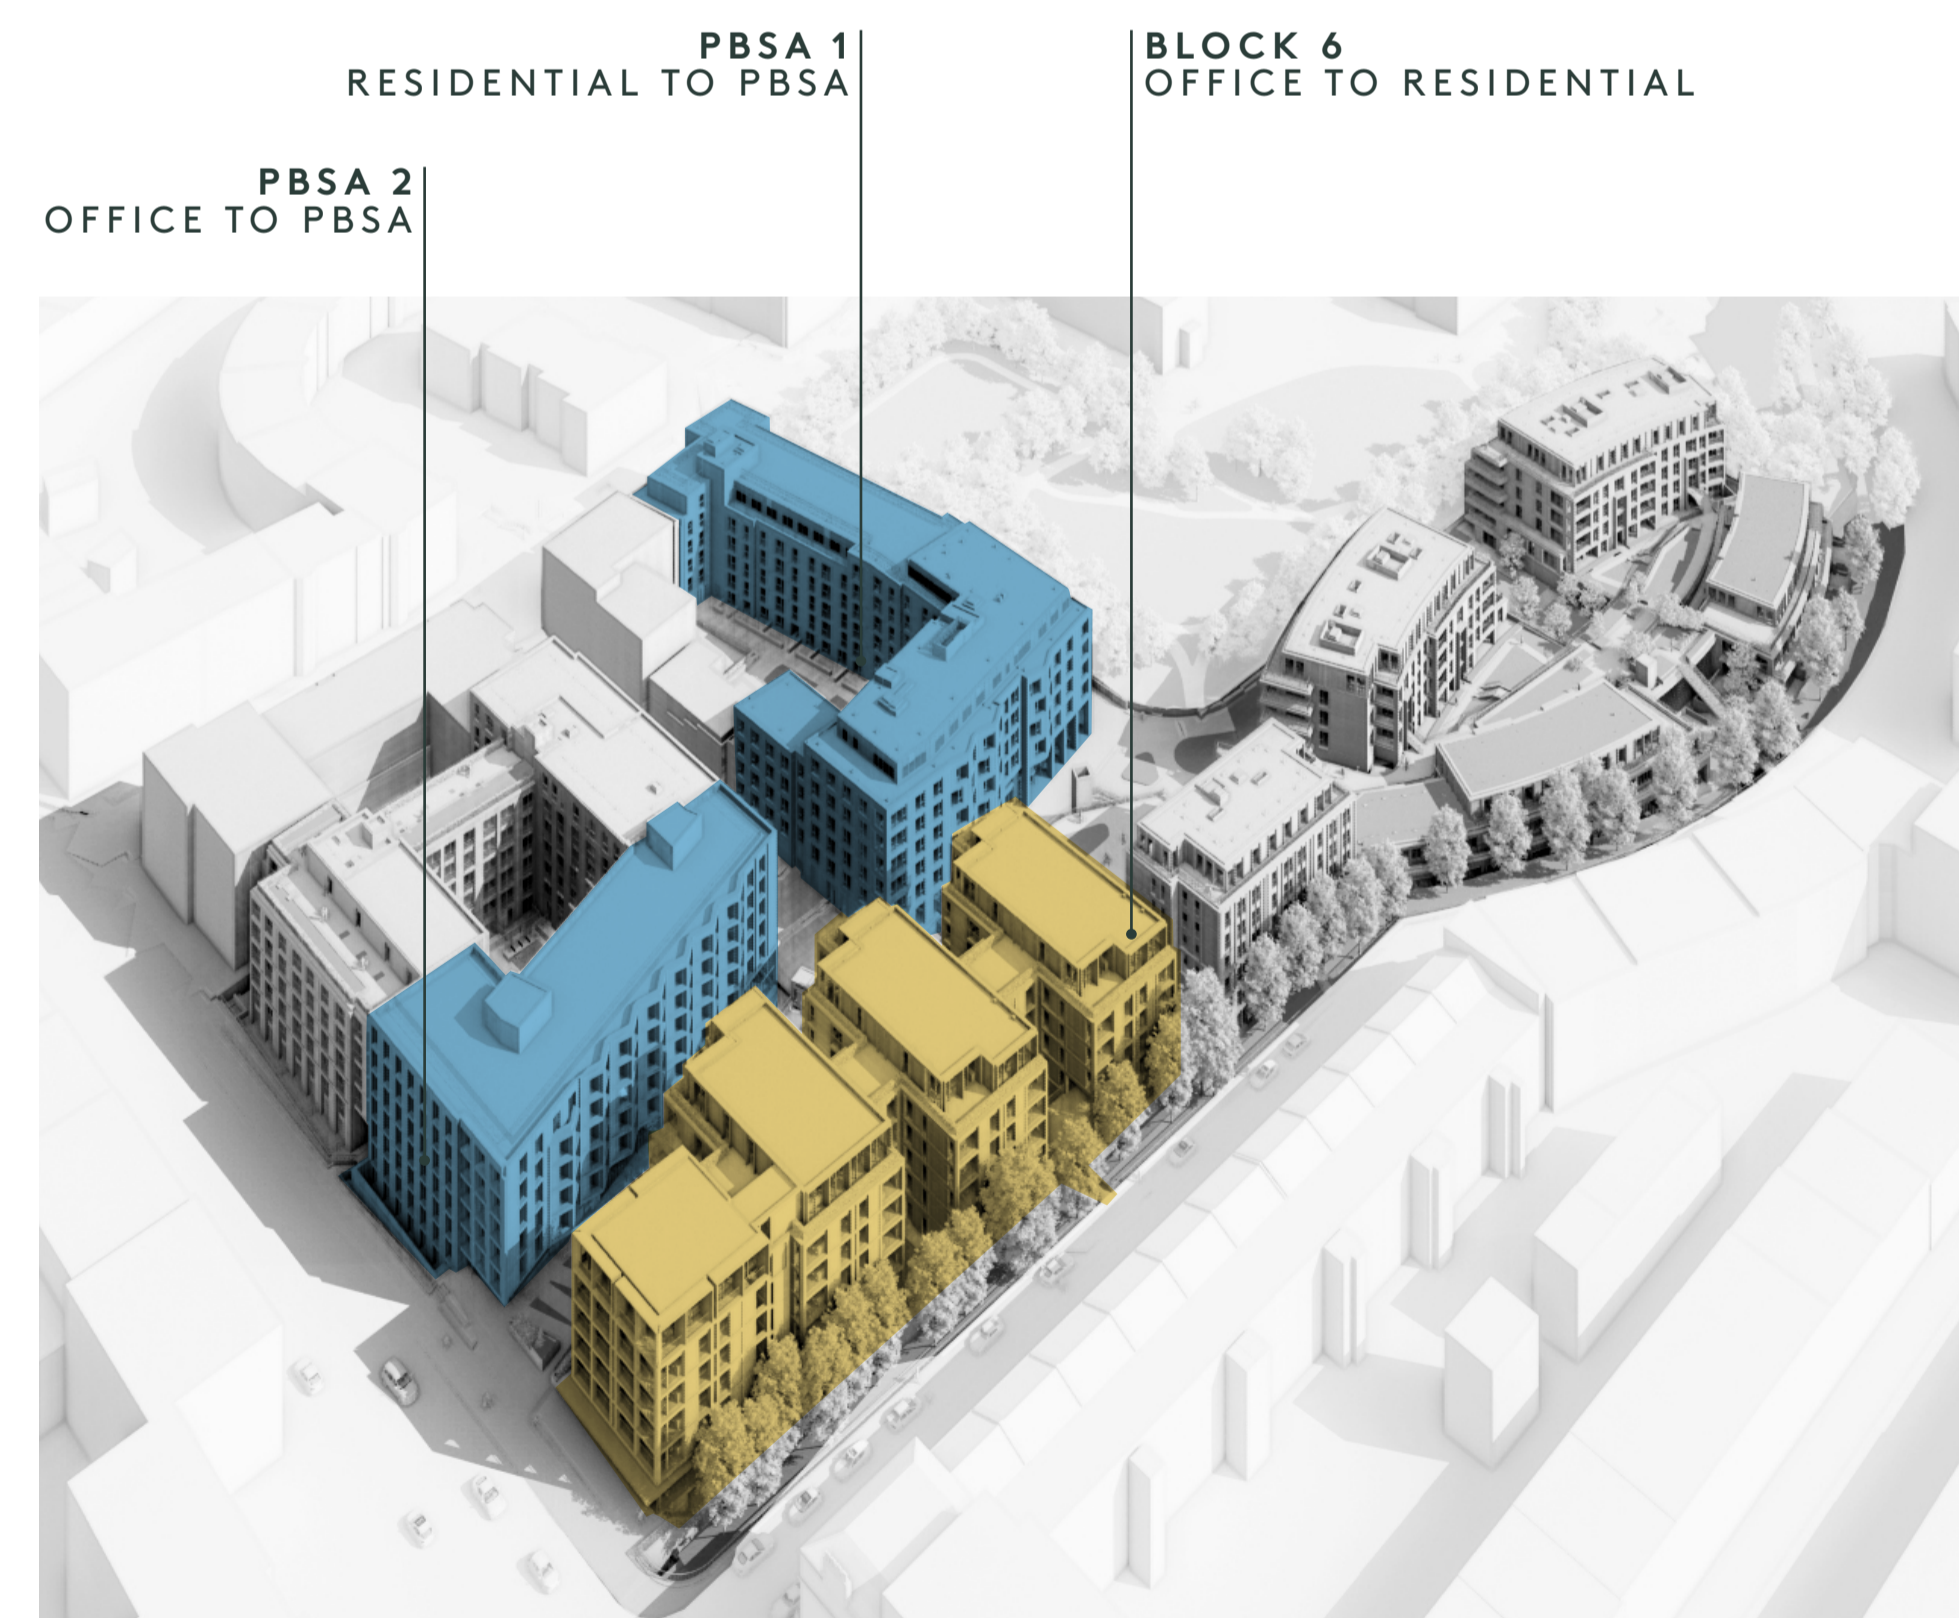 PBSA 1
RESIDENTIAL TO PBSA
BLOCK 6
OFFICE TO RESIDENTIAL
PBSA 2
OFFICE TO PBSA